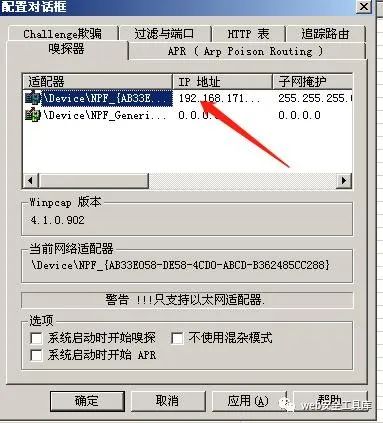 配置对话框
Challenge欺骗 过滤与端口 HTTP 表 追踪路由
嗅探器 APR ( Arp Poison Routing )
适配器 IP 地址 子网掩护
\Device\NPF_{AB33E... 192.168.171... 255.255.255.0
\Device\NPF_Generi... 0.0.0.0 0.0.0.0
Winpcap 版本
4.1.0.902
当前网络适配器
\Device\NPF_{AB33E058-DE58-4CD0-ABCD-B362485CC288}
警告 !!!只支持以太网适配器.
选项
系统启动时开始嗅探 不使用混杂模式
系统启动时开始 APR
确定 取消 应用(A) 帮助
web安全工具库